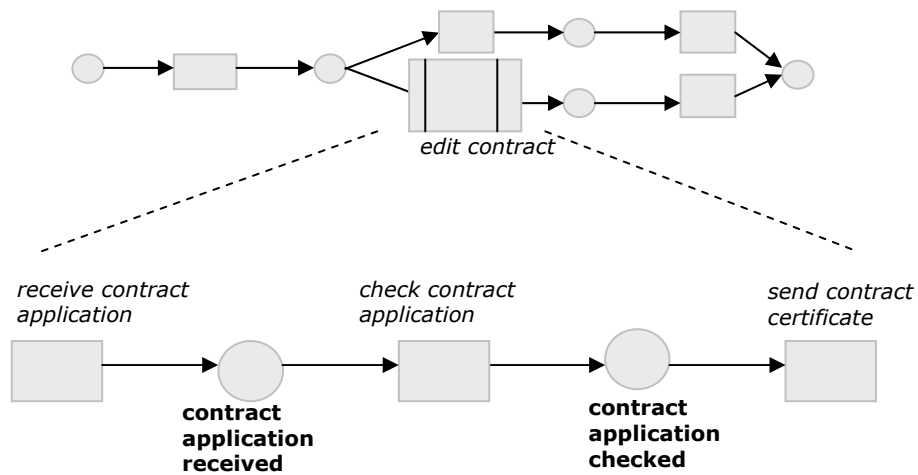 edit contract
receive contract
application
check contract
application
send contract
certificate
contract
application
received
contract
application
checked